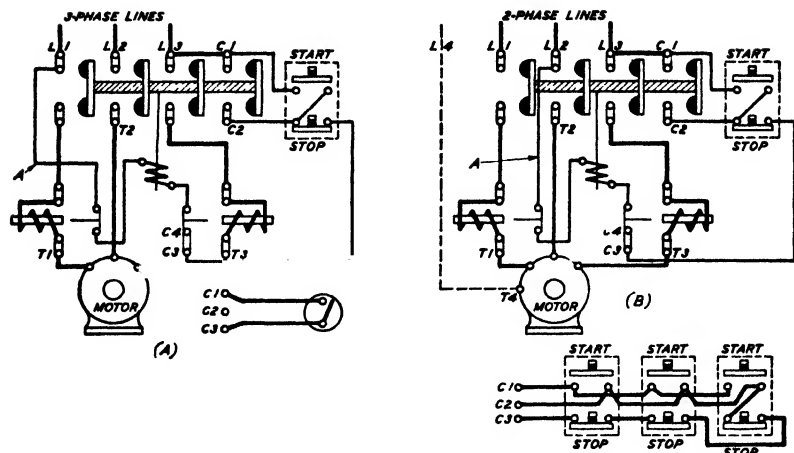 3-PHASE LINES
L1 L2 L3 C1
START
T2 C2
STOP
A
C4
C3
T1 T3
MOTOR
(A)
C1
C2
C3
2-PHASE LINES
L4 L1 L2 L3 C1
START
T2 C2
STOP
A
C4
C3
T1 T3
T4 MOTOR
(B)
START START START
C1
C2
C3
STOP STOP STOP